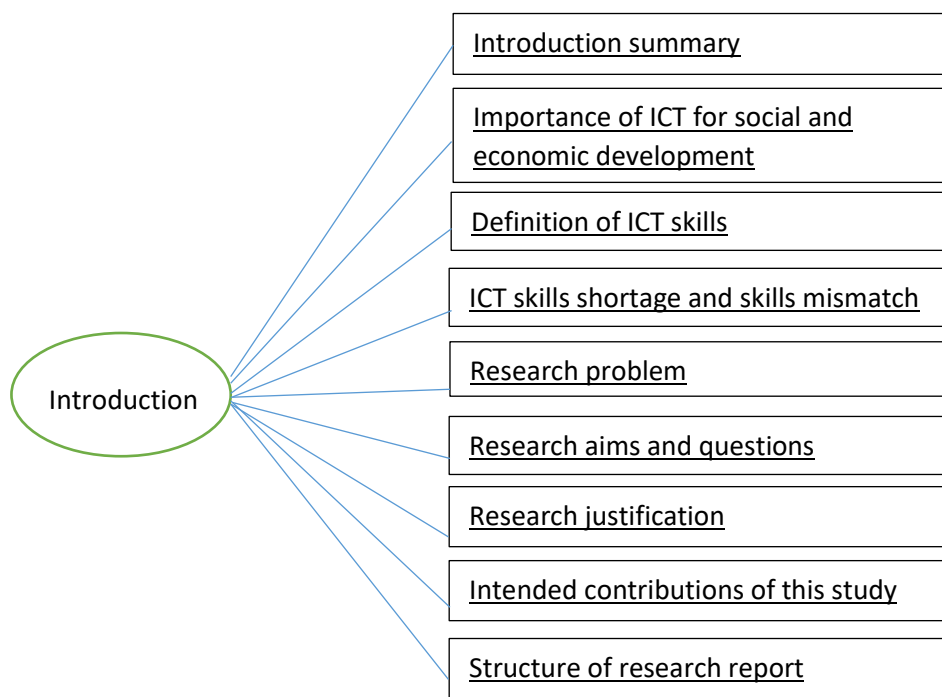 Introduction summary
Importance of ICT for social and
economic development
Definition of ICT skills
ICT skills shortage and skills mismatch
Research problem
Introduction
Research aims and questions
Research justification
Intended contributions of this study
Structure of research report